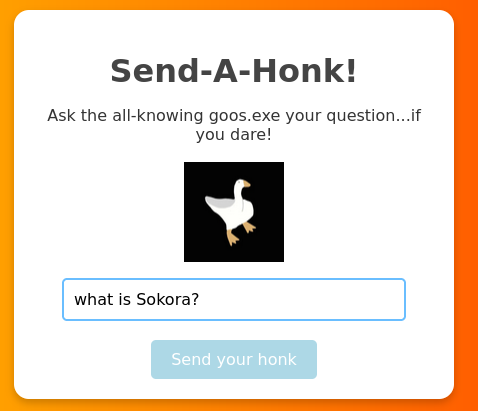 Send-A-Honk!
Ask the all-knowing goos.exe your question...if
you dare!
what is Sokora?
Send your honk